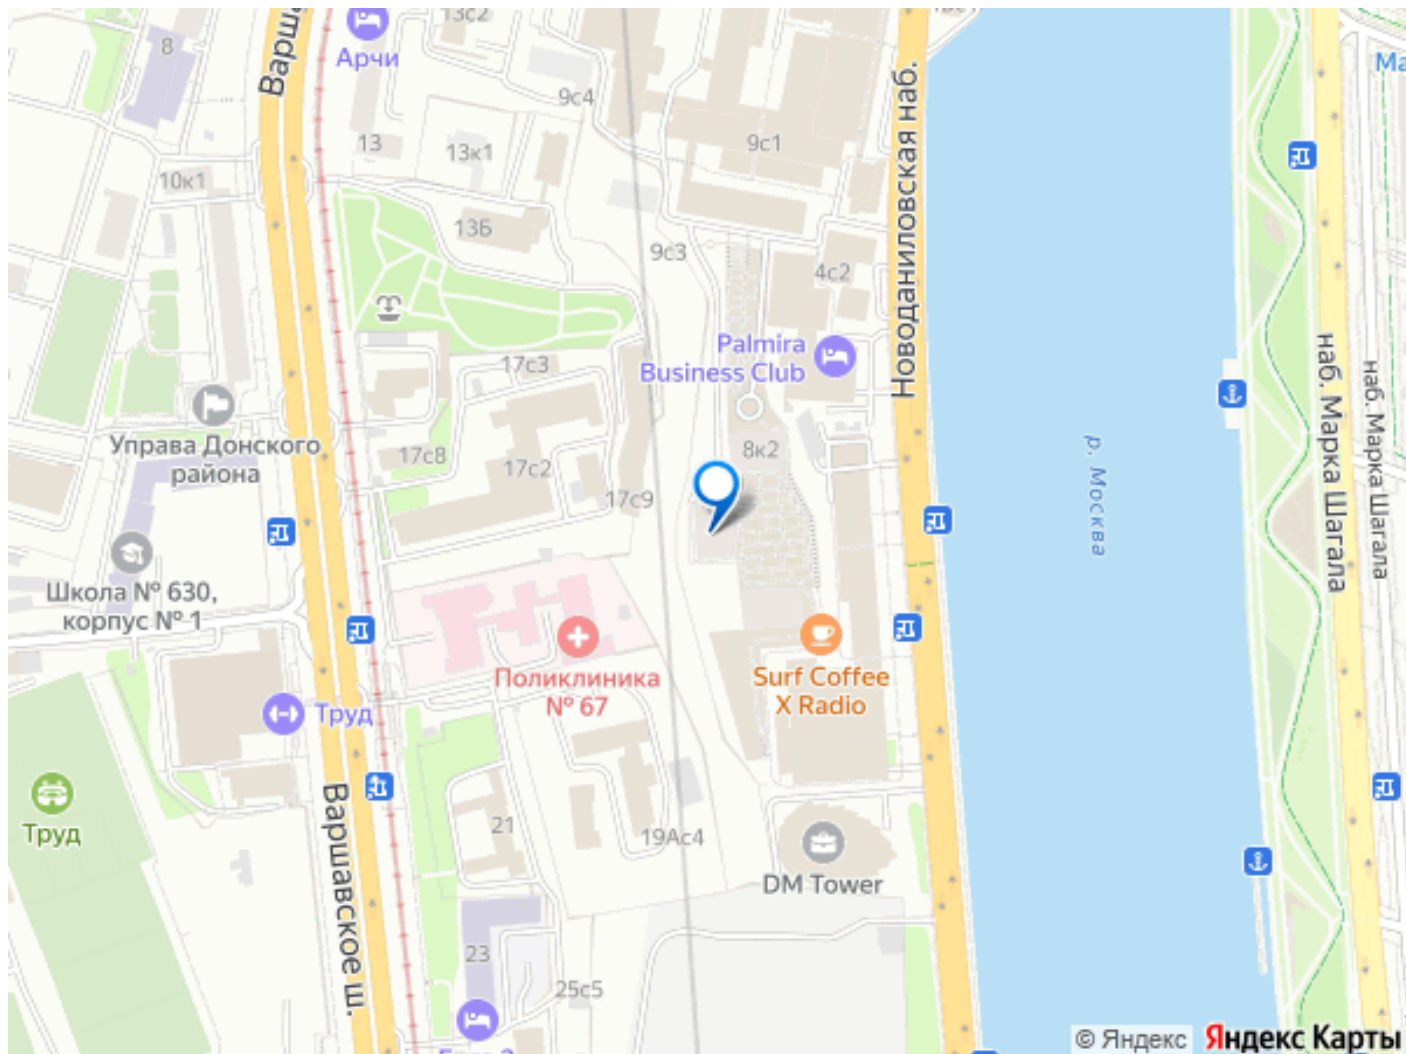 13с2
8
Арчи
Варша
9с4
Ма
13
13к1
9с1
10к1
Новоданиловская наб.
13Б
9с3
4с2
Palmira
Business Club
17с3
наб. Марка Шагала
наб. Марка Шагала
Управа Донского
района
17с8
17с2
8к2
17с9
р. Москва
Школа № 630,
корпус № 1
Поликлиника
№ 67
Surf Coffee
X Radio
Труд
Труд
Варшавское ш.
21
19Ас4
DM Tower
23
25с5
© Яндекс
Яндекс Карты